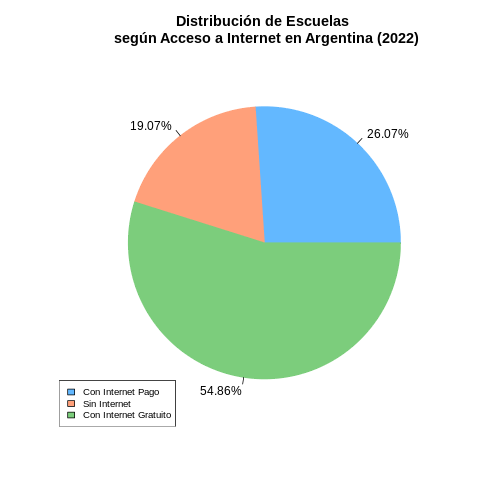 Distribución de Escuelas
según Acceso a Internet en Argentina (2022)
19.07%
26.07%
54.86%
Con Internet Pago
Sin Internet
Con Internet Gratuito